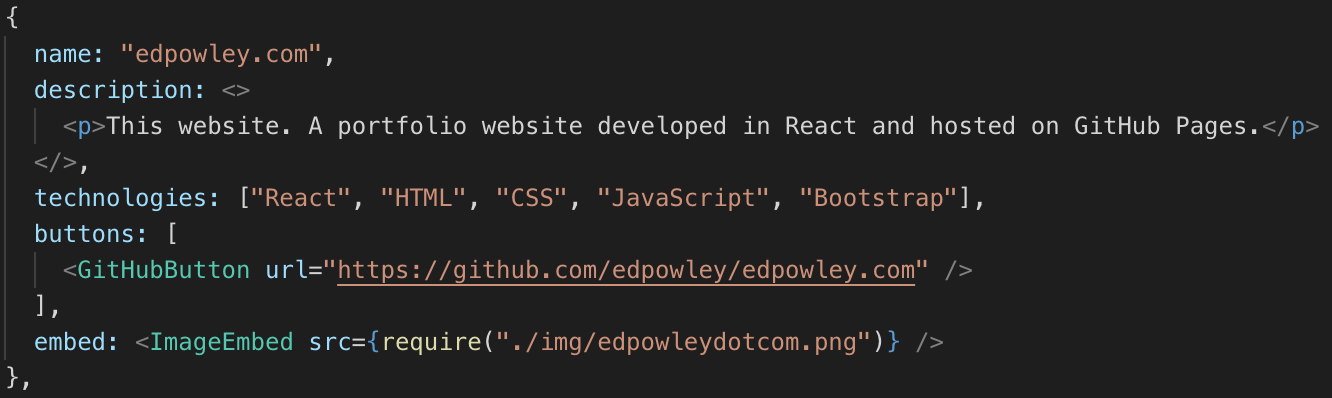 {
  name: "edpowley.com",
  description: <>
    <p>This website. A portfolio website developed in React and hosted on GitHub Pages.</p>
  </>,
  technologies: ["React", "HTML", "CSS", "JavaScript", "Bootstrap"],
  buttons: [
    <GitHubButton url="https://github.com/edpowley/edpowley.com" />
  ],
  embed: <ImageEmbed src={require("./img/edpowleydotcom.png")} />
},